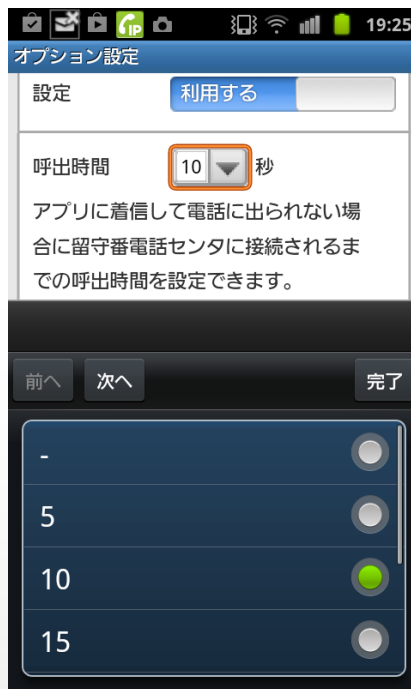 iP
19:25
オプション設定
設定 利用する
呼出時間 10 秒
アプリに着信して電話に出られない場
合に留守番電話センタに接続されるま
での呼出時間を設定できます。
前へ 次へ 完了
-
5
10
15